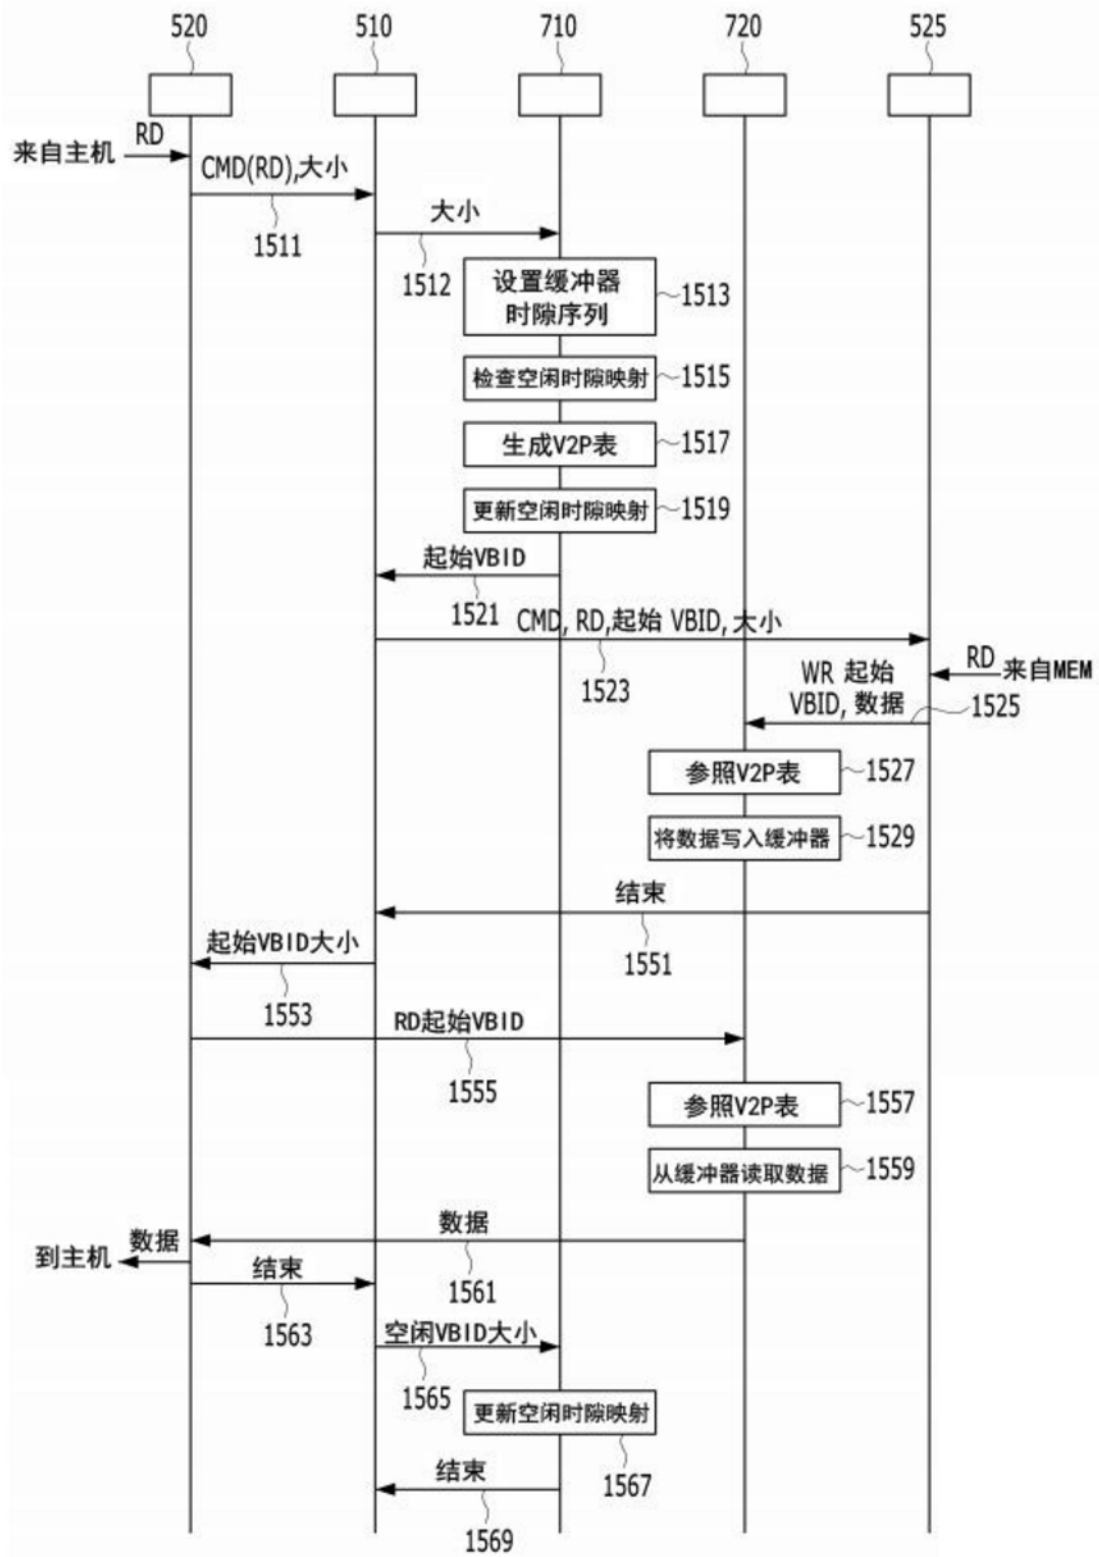 520
510
710
720
525
来自主机
RD
CMD(RD),大小
1511
大小
1512
设置缓冲器
时隙序列
1513
检查空闲时隙映射
1515
生成V2P表
1517
更新空闲时隙映射
1519
起始VBID
1521
CMD, RD,起始 VBID, 大小
1523
RD
来自MEM
WR 起始
VBID, 数据
1525
参照V2P表
1527
将数据写入缓冲器
1529
结束
1551
起始VBID大小
1553
RD起始VBID
1555
参照V2P表
1557
从缓冲器读取数据
1559
数据
1561
数据
到主机
结束
1563
空闲VBID大小
1565
更新空闲时隙映射
1567
结束
1569